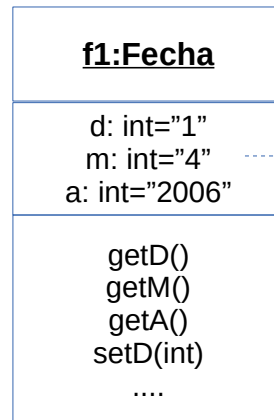 f1:Fecha
d: int=”1”
m: int=”4”
a: int=”2006”
getD()
getM()
getA()
setD(int)
....